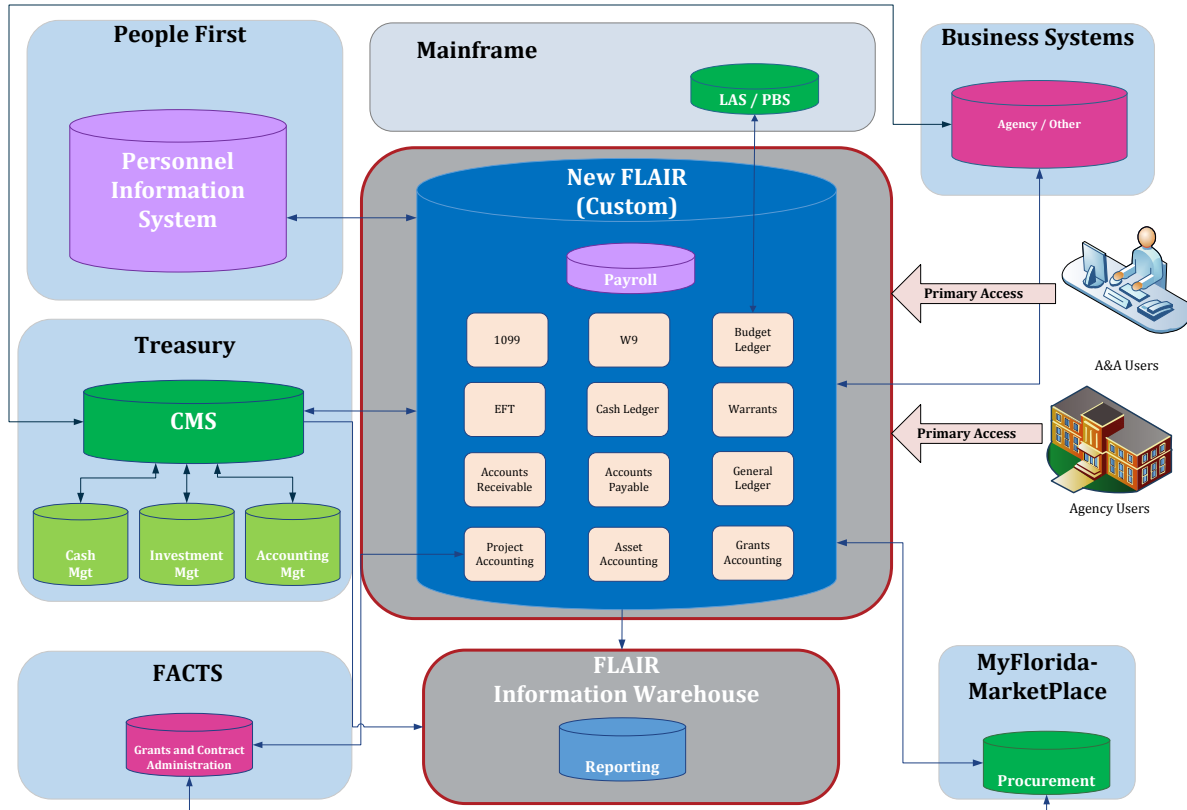 People First
Personnel
Information
System
Mainframe
LAS / PBS
Business Systems
Agency / Other
New FLAIR
(Custom)
Payroll
1099
W9
Budget
Ledger
EFT
Cash Ledger
Warrants
Accounts
Receivable
Accounts
Payable
General
Ledger
Project
Accounting
Asset
Accounting
Grants
Accounting
Primary Access
A&A Users
Primary Access
Agency Users
Treasury
CMS
Cash
Mgt
Investment
Mgt
Accounting
Mgt
FACTS
Grants and Contract
Administration
FLAIR
Information Warehouse
Reporting
MyFlorida-
MarketPlace
Procurement